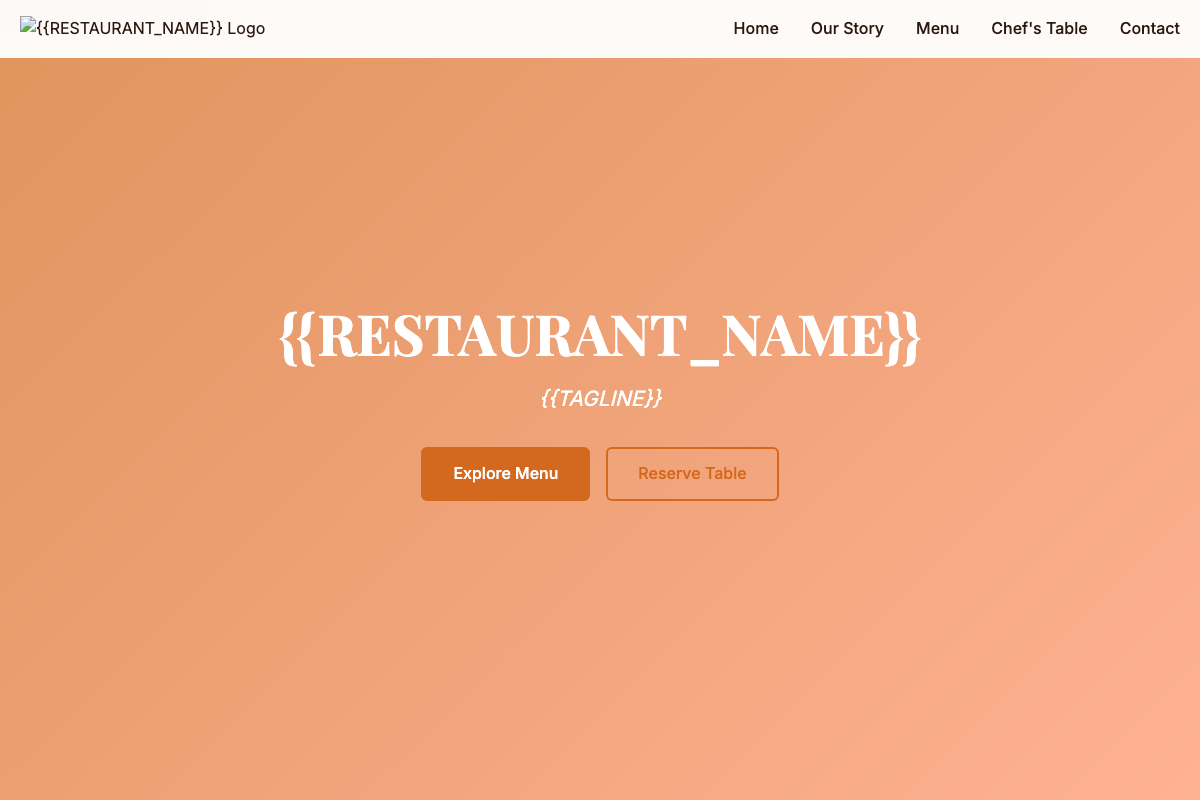 {{RESTAURANT_NAME}} Logo
Home Our Story Menu Chef's Table Contact
{{RESTAURANT_NAME}}
{{TAGLINE}}
Explore Menu Reserve Table